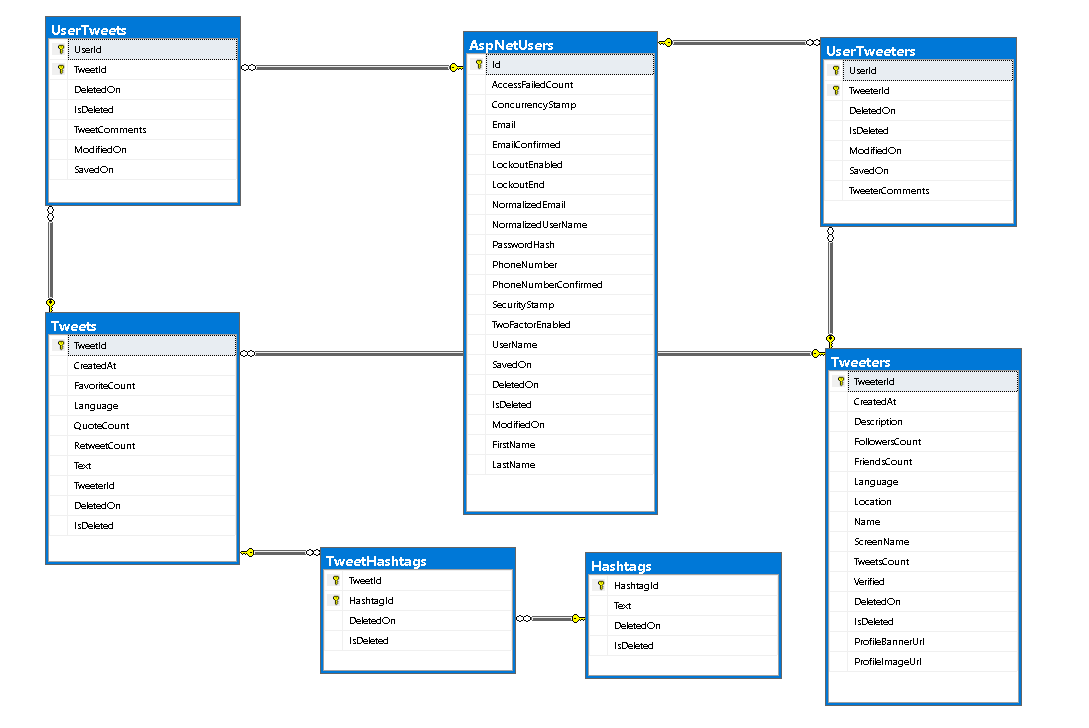 UserTweets
UserId
TweetId
DeletedOn
IsDeleted
TweetComments
ModifiedOn
SavedOn
AspNetUsers
Id
AccessFailedCount
ConcurrencyStamp
Email
EmailConfirmed
LockoutEnabled
LockoutEnd
NormalizedEmail
NormalizedUserName
PasswordHash
PhoneNumber
PhoneNumberConfirmed
SecurityStamp
TwoFactorEnabled
UserName
SavedOn
DeletedOn
IsDeleted
ModifiedOn
FirstName
LastName
UserTweeters
UserId
TweeterId
DeletedOn
IsDeleted
ModifiedOn
SavedOn
TweeterComments
Tweets
TweetId
CreatedAt
FavoriteCount
Language
QuoteCount
RetweetCount
Text
TweeterId
DeletedOn
IsDeleted
Tweeters
TweeterId
CreatedAt
Description
FollowersCount
FriendsCount
Language
Location
Name
ScreenName
TweetsCount
Verified
DeletedOn
IsDeleted
ProfileBannerUrl
ProfileImageUrl
TweetHashtags
TweetId
HashtagId
DeletedOn
IsDeleted
Hashtags
HashtagId
Text
DeletedOn
IsDeleted